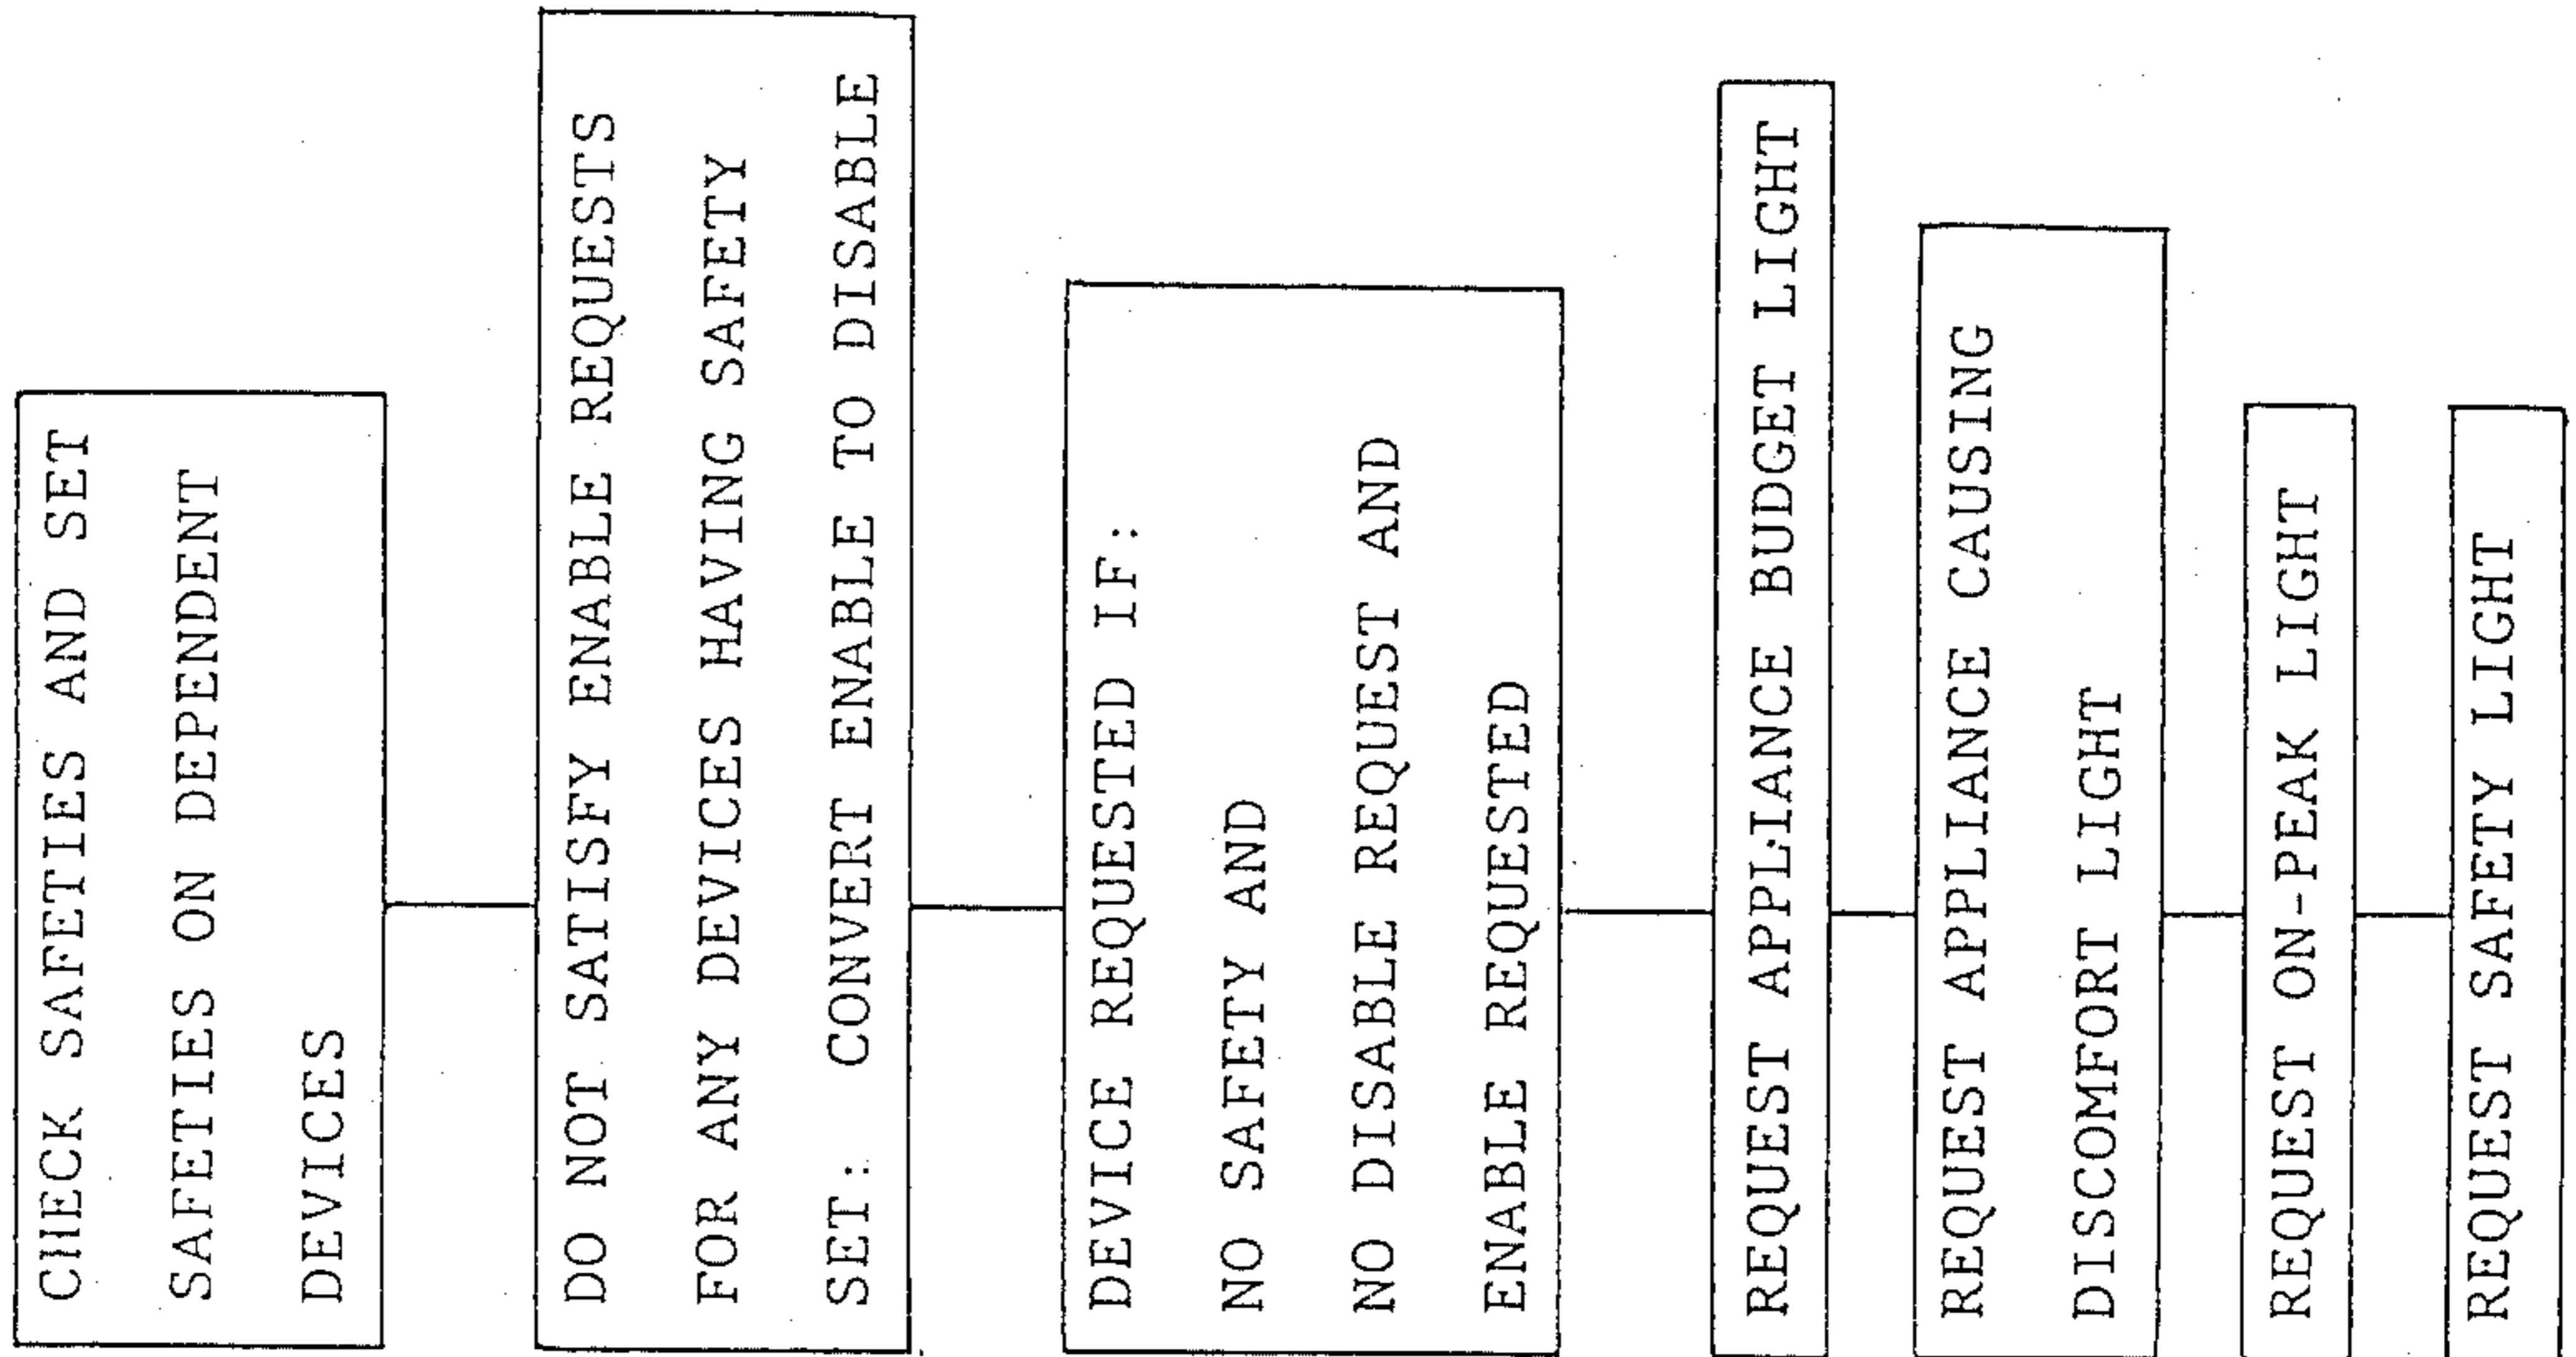 CHECK SAFETIES AND SET
SAFETIES ON DEPENDENT
DEVICES
DO NOT SATISFY ENABLE REQUESTS
FOR ANY DEVICES HAVING SAFETY
SET: CONVERT ENABLE TO DISABLE
DEVICE REQUESTED IF:
NO SAFETY AND
NO DISABLE REQUEST AND
ENABLE REQUESTED
REQUEST APPLIANCE BUDGET LIGHT
REQUEST APPLIANCE CAUSING
DISCOMFORT LIGHT
REQUEST ON-PEAK LIGHT
REQUEST SAFETY LIGHT